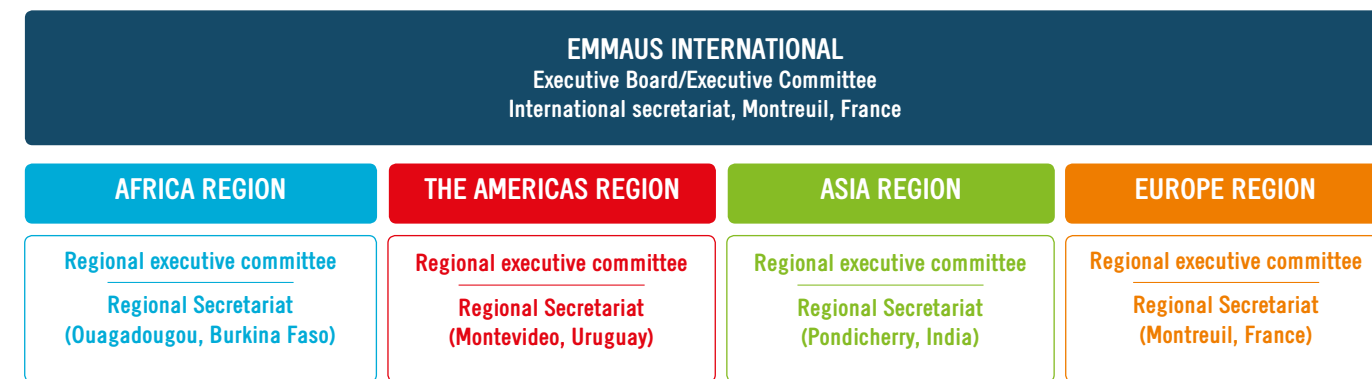 EMMAUS INTERNATIONAL
Executive Board/Executive Committee
International secretariat, Montreuil, France
AFRICA REGION
Regional executive committee
Regional Secretariat
(Ouagadougou, Burkina Faso)
THE AMERICAS REGION
Regional executive committee
Regional Secretariat
(Montevideo, Uruguay)
ASIA REGION
Regional executive committee
Regional Secretariat
(Pondicherry, India)
EUROPE REGION
Regional executive committee
Regional Secretariat
(Montreuil, France)